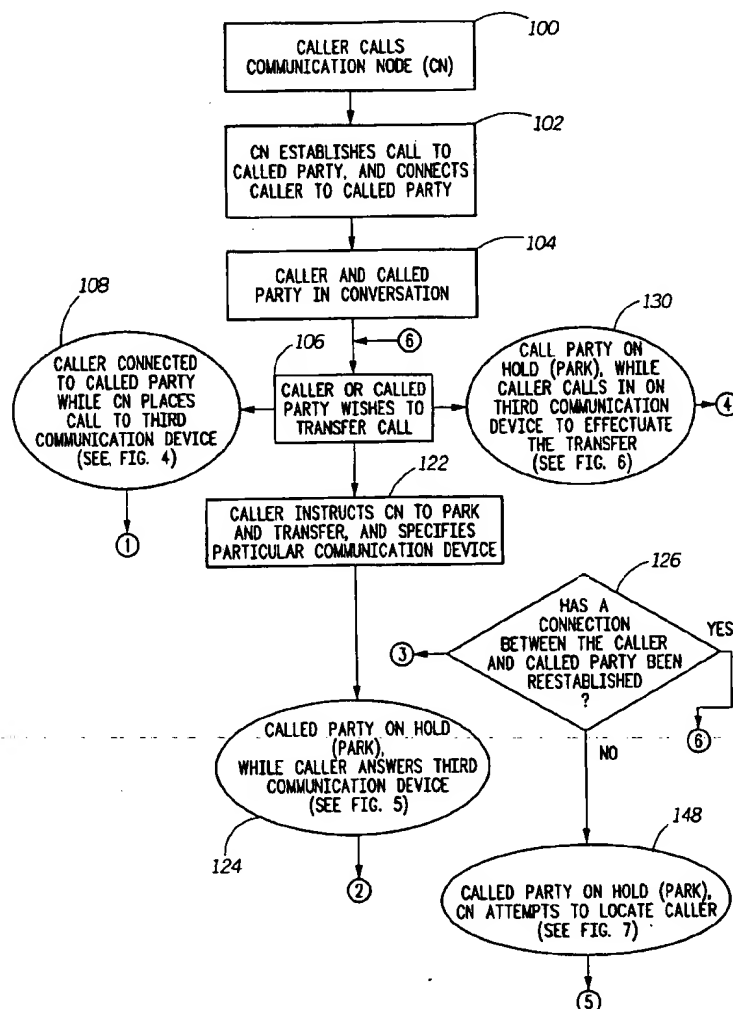 100
CALLER CALLS
COMMUNICATION NODE (CN)
102
CN ESTABLISHES CALL TO
CALLED PARTY, AND CONNECTS
CALLER TO CALLED PARTY
104
CALLER AND CALLED
PARTY IN CONVERSATION
6
108
CALLER CONNECTED
TO CALLED PARTY
WHILE CN PLACES
CALL TO THIRD
COMMUNICATION DEVICE
(SEE. FIG. 4)
1
106
CALLER OR CALLED
PARTY WISHES TO
TRANSFER CALL
130
CALL PARTY ON
HOLD (PARK), WHILE
CALLER CALLS IN ON
THIRD COMMUNICATION
DEVICE TO EFFECTUATE
THE TRANSFER
(SEE FIG. 6)
4
122
CALLER INSTRUCTS CN TO PARK
AND TRANSFER, AND SPECIFIES
PARTICULAR COMMUNICATION DEVICE
126
HAS A
CONNECTION
BETWEEN THE CALLER
AND CALLED PARTY BEEN
REESTABLISHED
?
YES
3
6
NO
CALLED PARTY ON HOLD
(PARK),
WHILE CALLER ANSWERS THIRD
COMMUNICATION DEVICE
(SEE FIG. 5)
124
2
148
CALLED PARTY ON HOLD (PARK),
CN ATTEMPTS TO LOCATE CALLER
(SEE FIG. 7)
5